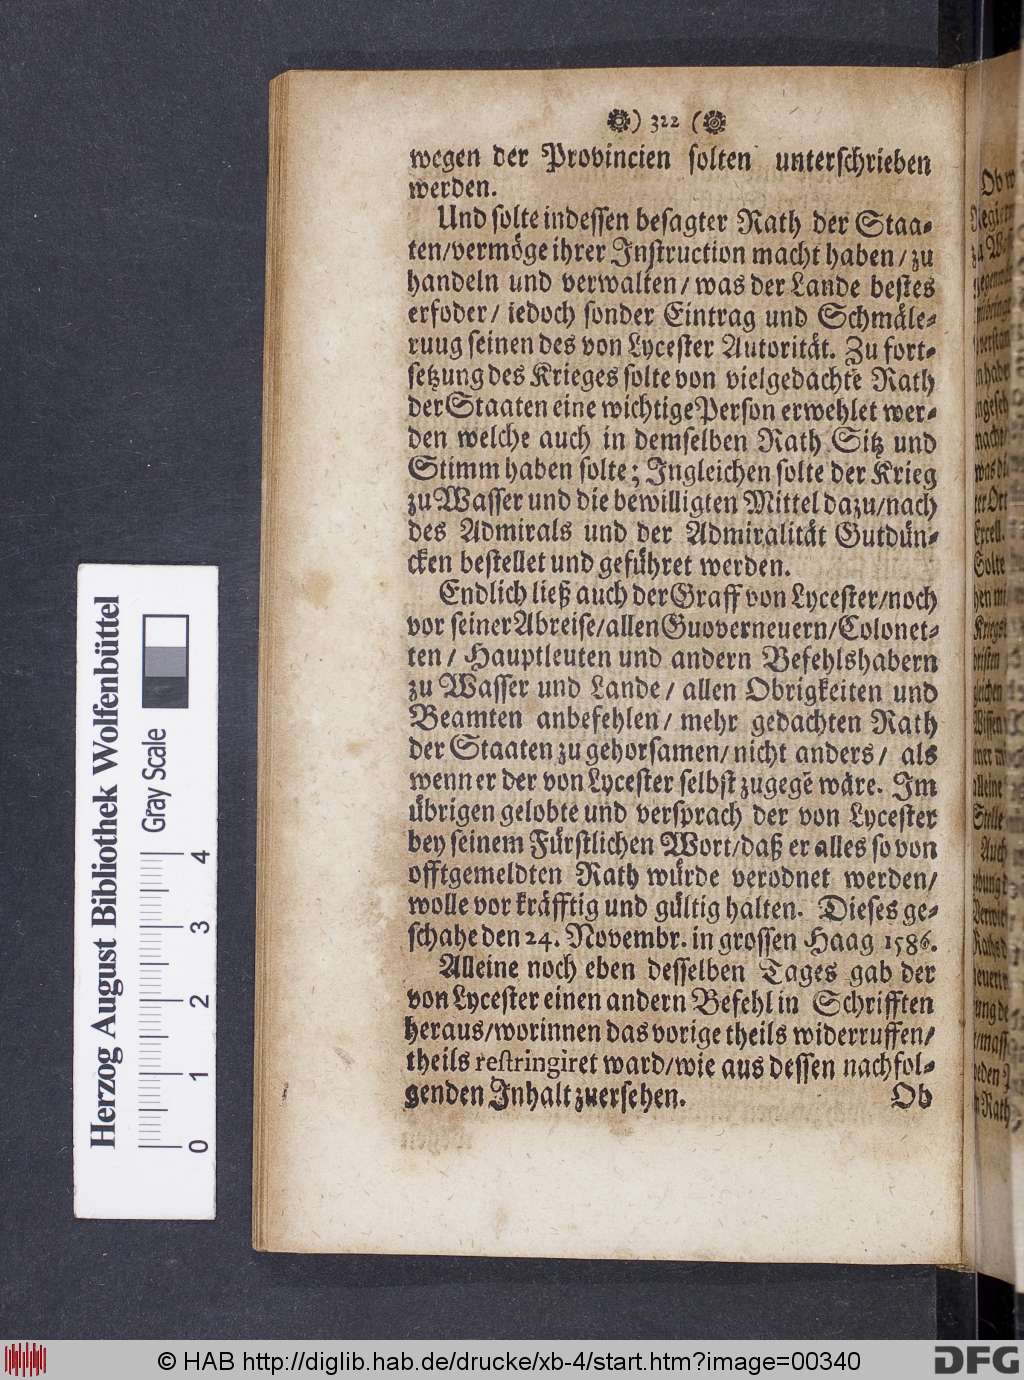 ❁) 322 (❁
wegen der Provincien solten unterschrieben
werden.
Und solte indessen besagter Rath der Staa-
ten/vermöge ihrer Instruction macht haben/ zu
handeln und verwalten/ was der Lande bestes
erfoder/ iedoch sonder Eintrag und Schmäle-
ruug seinen des von Lycester Autorität. Zu fort-
setzung des Krieges solte von vielgedachte Rath
der Staaten eine wichtige Person erwehlet wer-
den welche auch in demselben Rath Sitz und
Stimm haben solte; Ingleichen solte der Krieg
zu Wasser und die bewilligten Mittel dazu/nach
des Admirals und der Admiralität Gutdün-
cken bestellet und geführet werden.
Endlich ließ auch der Graff von Lycester/noch
vor seiner Abreise/allen Guoverneuern/Colonet-
ten/ Hauptleuten und andern Befehlshabern
zu Wasser und Lande/ allen Obrigkeiten und
Beamten anbefehlen/ mehr gedachten Rath
der Staaten zu gehorsamen/ nicht anders/ als
wenn er der von Lycester selbst zugegē wäre. Im
übrigen gelobte und versprach der von Lycester
bey seinem Fürstlichen Wort/daß er alles so von
offtgemeldten Rath würde verodnet werden/
wolle vor kräfftig und gültig halten. Dieses ge-
schahe den 24. Novembr. in grossen Haag 1586.
Alleine noch eben desselben Tages gab der
von Lycester einen andern Befehl in Schrifften
heraus/worinnen das vorige theils widerruffen/
theils restringiret ward/wie aus dessen nachfol-
genden Inhalt zuersehen. Ob
Herzog August Bibliothek Wolfenbüttel
Gray Scale
0 1 2 3 4
© HAB http://diglib.hab.de/drucke/xb-4/start.htm?image=00340
DFG